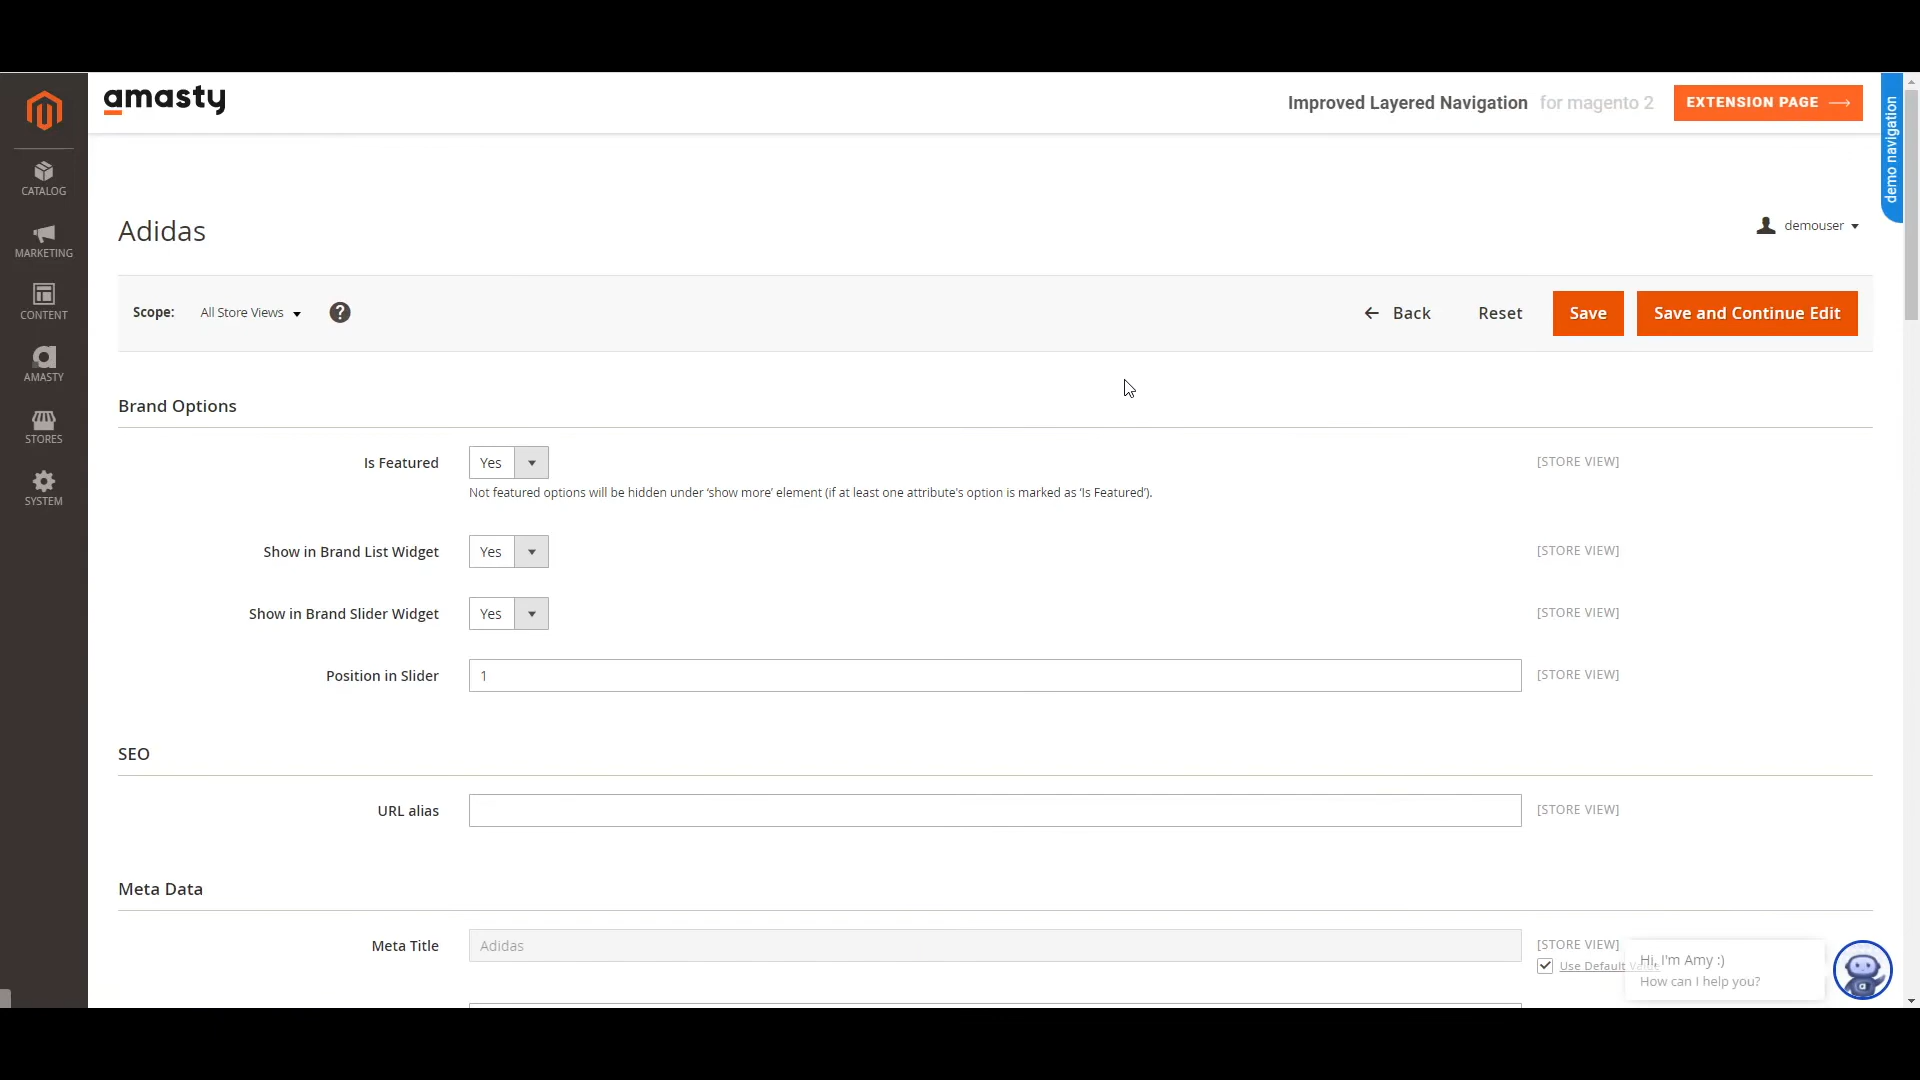 amasty
Improved Layered Navigation for magento 2
EXTENSION PAGE
demo navigation
CATALOG
MARKETING
CONTENT
AMASTY
STORES
SYSTEM
Adidas
demouser
Scope: All Store Views ?
Back
Reset
Save
Save and Continue Edit
Brand Options
Is Featured Yes [STORE VIEW]
Not featured options will be hidden under ‘show more’ element (if at least one attribute’s option is marked as ‘Is Featured’).
Show in Brand List Widget Yes [STORE VIEW]
Show in Brand Slider Widget Yes [STORE VIEW]
Position in Slider 1 [STORE VIEW]
SEO
URL alias [STORE VIEW]
Meta Data
Meta Title Adidas [STORE VIEW]
Use Default Value
Hi, I'm Amy :)
How can I help you?